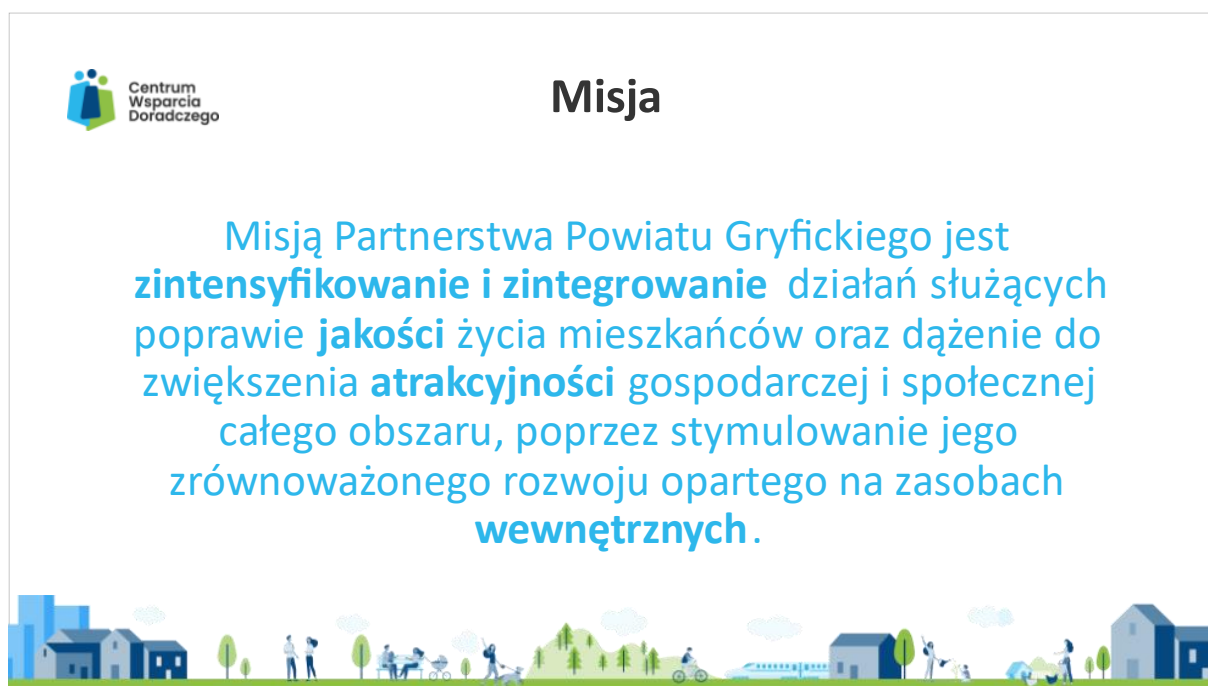 Centrum
Wsparcia
Doradczego
Misja
Misją Partnerstwa Powiatu Gryfickiego jest
zintensyfikowanie i zintegrowanie działań służących
poprawie jakości życia mieszkańców oraz dążenie do
zwiększenia atrakcyjności gospodarczej i społecznej
całego obszaru, poprzez stymulowanie jego
zrównoważonego rozwoju opartego na zasobach
wewnętrznych.